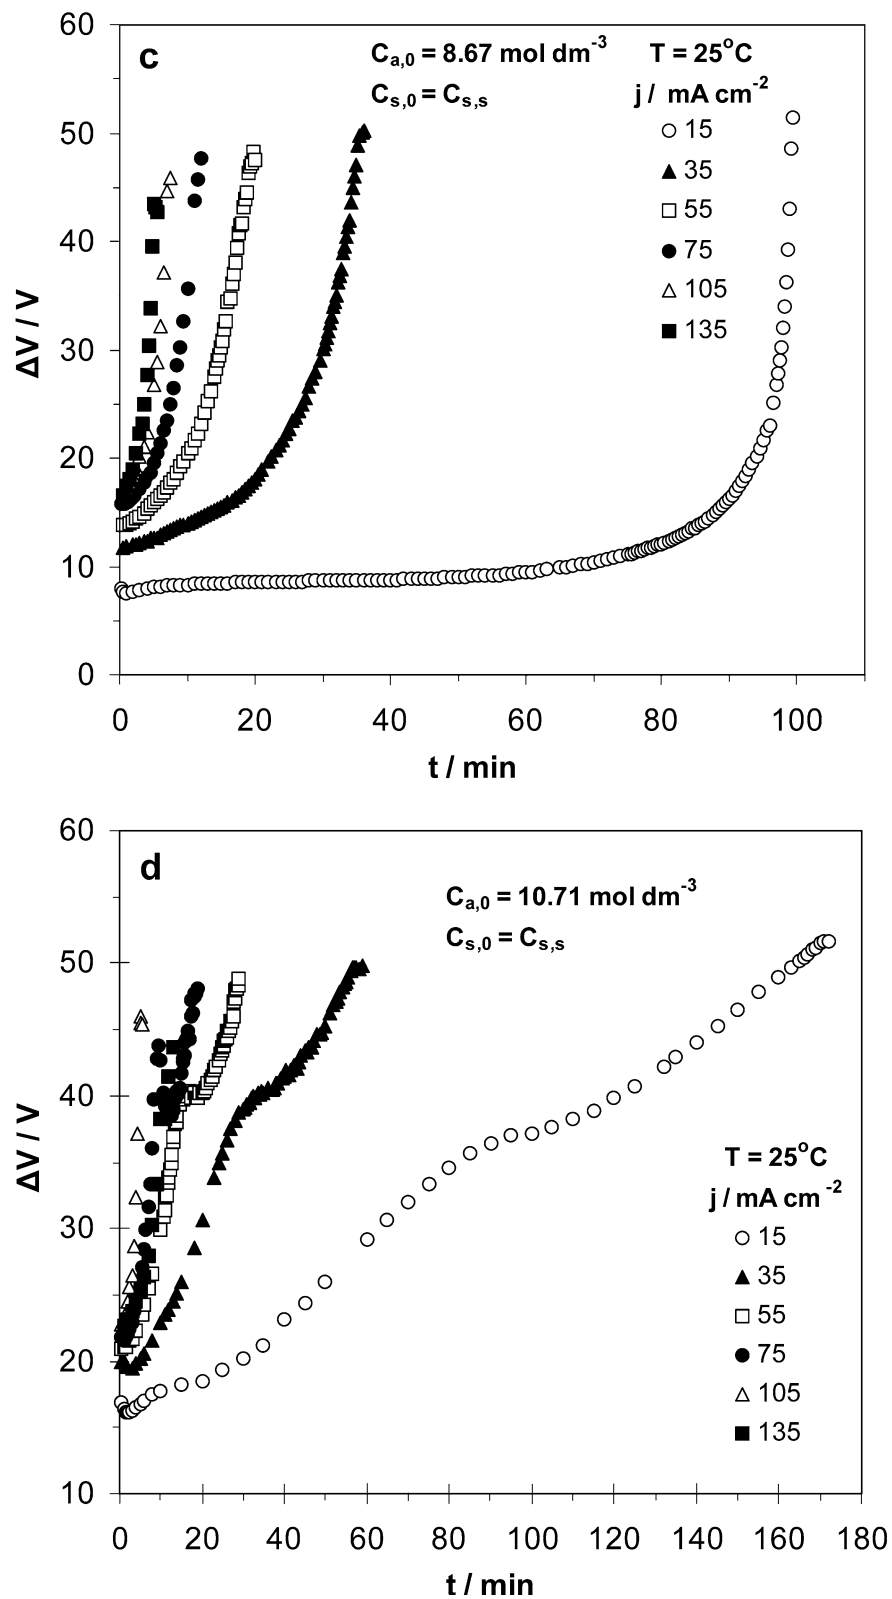 c
C_a,0 = 8.67 mol dm^-3
T = 25°C
C_s,0 = C_s,s
j / mA cm^-2
15
35
55
75
105
135
60
50
40
30
20
10
0
ΔV / V
0 20 40 60 80 100
t / min
d
C_a,0 = 10.71 mol dm^-3
C_s,0 = C_s,s
T = 25°C
j / mA cm^-2
15
35
55
75
105
135
60
50
40
30
20
10
ΔV / V
0 20 40 60 80 100 120 140 160 180
t / min